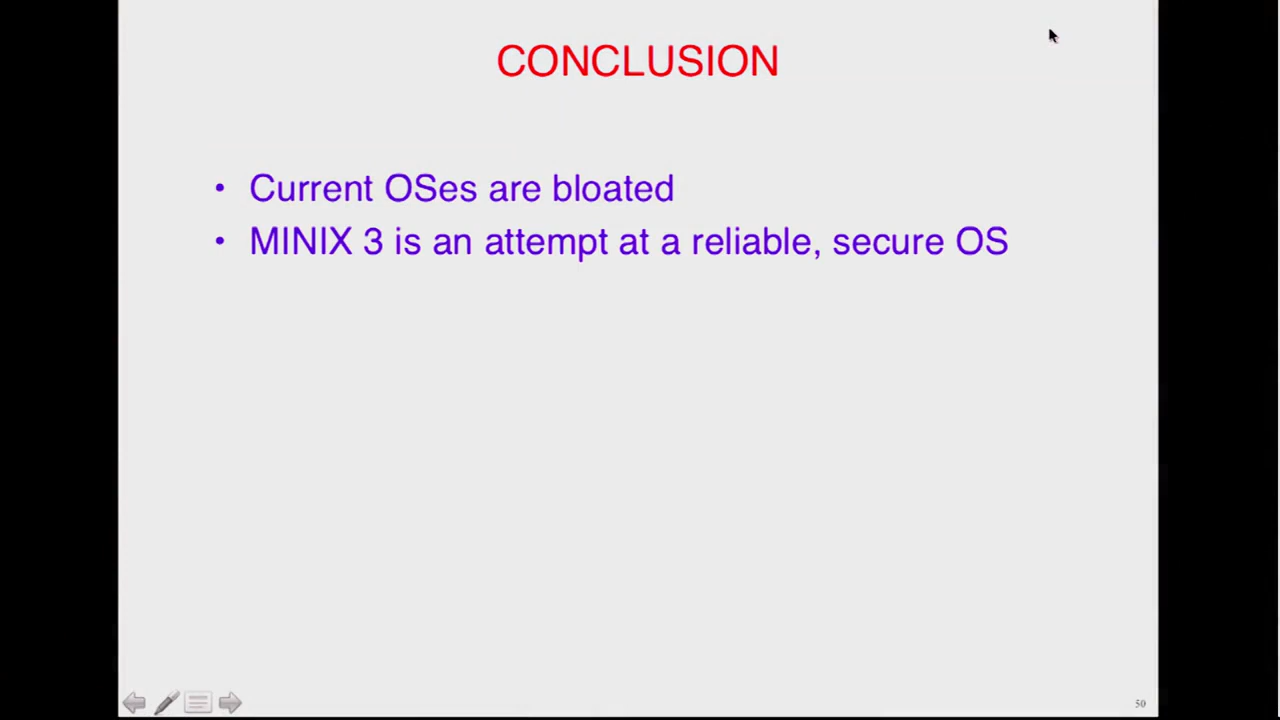 CONCLUSION
• Current OSes are bloated
• MINIX 3 is an attempt at a reliable, secure OS
50